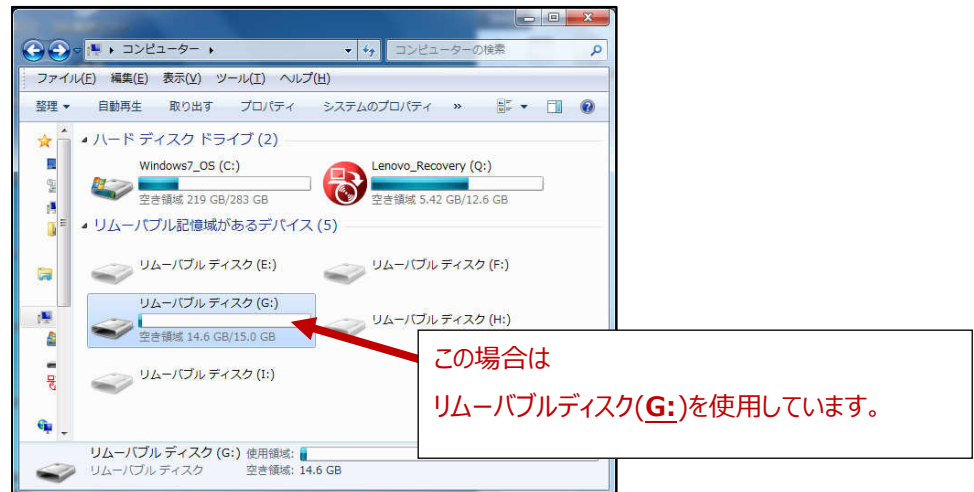 コンピューター
コンピューターの検索
ファイル(F) 編集(E) 表示(V) ツール(T) ヘルプ(H)
整理 自動再生 取り出す プロパティ システムのプロパティ »
ハード ディスク ドライブ (2)
Windows7_OS (C:)
空き領域 219 GB/283 GB
Lenovo_Recovery (Q:)
空き領域 5.42 GB/12.6 GB
リムーバブル記憶域があるデバイス (5)
リムーバブル ディスク (E:)
リムーバブル ディスク (F:)
リムーバブル ディスク (G:)
空き領域 14.6 GB/15.0 GB
リムーバブル ディスク (H:)
リムーバブル ディスク (I:)
この場合は
リムーバブルディスク(G:)を使用しています。
リムーバブル ディスク (G:) 使用領域:
リムーバブル ディスク 空き領域: 14.6 GB